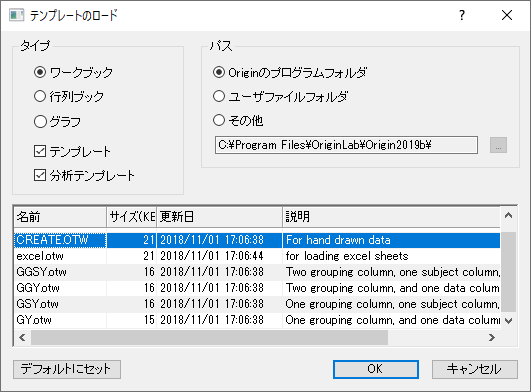 テンプレートのロード
タイプ
ワークブック
行列ブック
グラフ
テンプレート
分析テンプレート
パス
Originのプログラムフォルダ
ユーザファイルフォルダ
その他
C:¥Program Files¥OriginLab¥Origin2019b¥
...
名前 サイズ(KE 更新日 説明
CREATE.OTW 21 2018/11/01 17:06:38 For hand drawn data
excel.otw 21 2018/11/01 17:06:44 for loading excel sheets
GGSY.otw 16 2018/11/01 17:06:38 Two grouping column, one subject column,
GGY.otw 16 2018/11/01 17:06:38 Two grouping column, and one data column
GSY.otw 16 2018/11/01 17:06:38 One grouping column, one subject column,
GY.otw 15 2018/11/01 17:06:38 One grouping column, and one data column
デフォルトにセット
OK
キャンセル